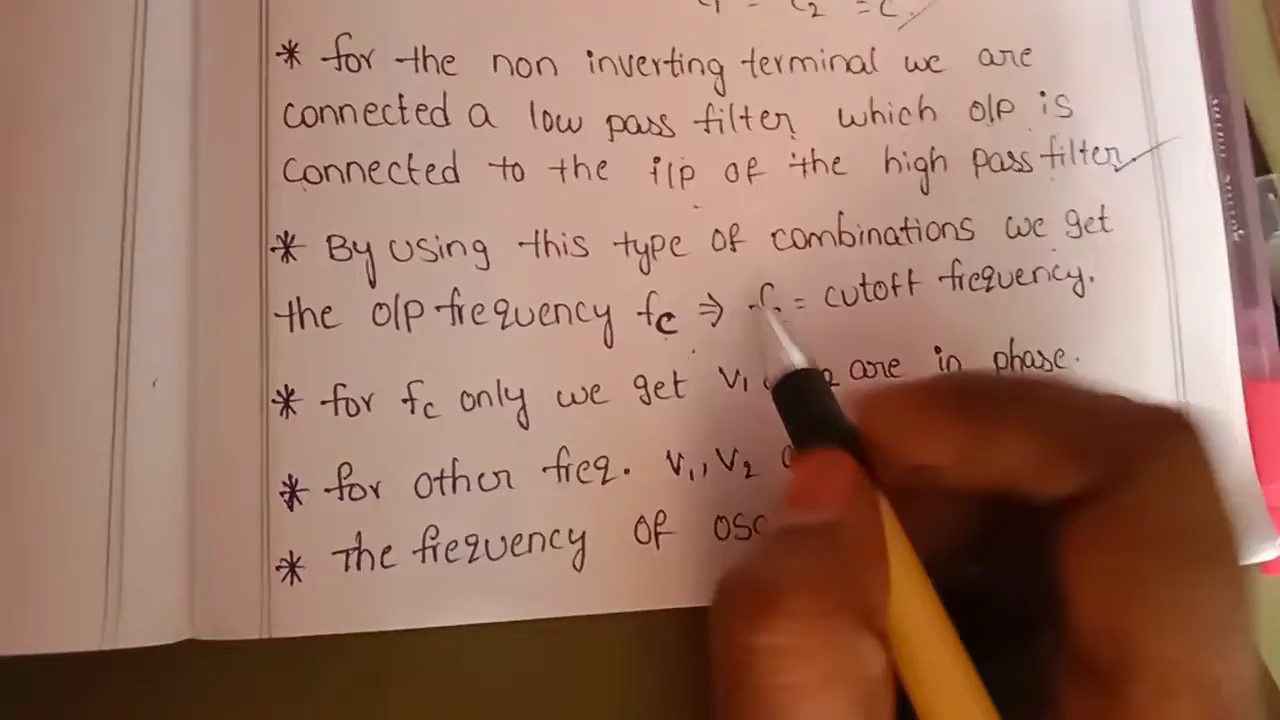 = C.
* for the non inverting terminal we are
connected a low pass filter which o/p is
connected to the i/p of the high pass filter
* By using this type of combinations we get
the o/p frequency fc ⇒ = cutoff frequency.
* for fc only we get V1 are in phase.
* for other freq. V1, V2
* The frequency of